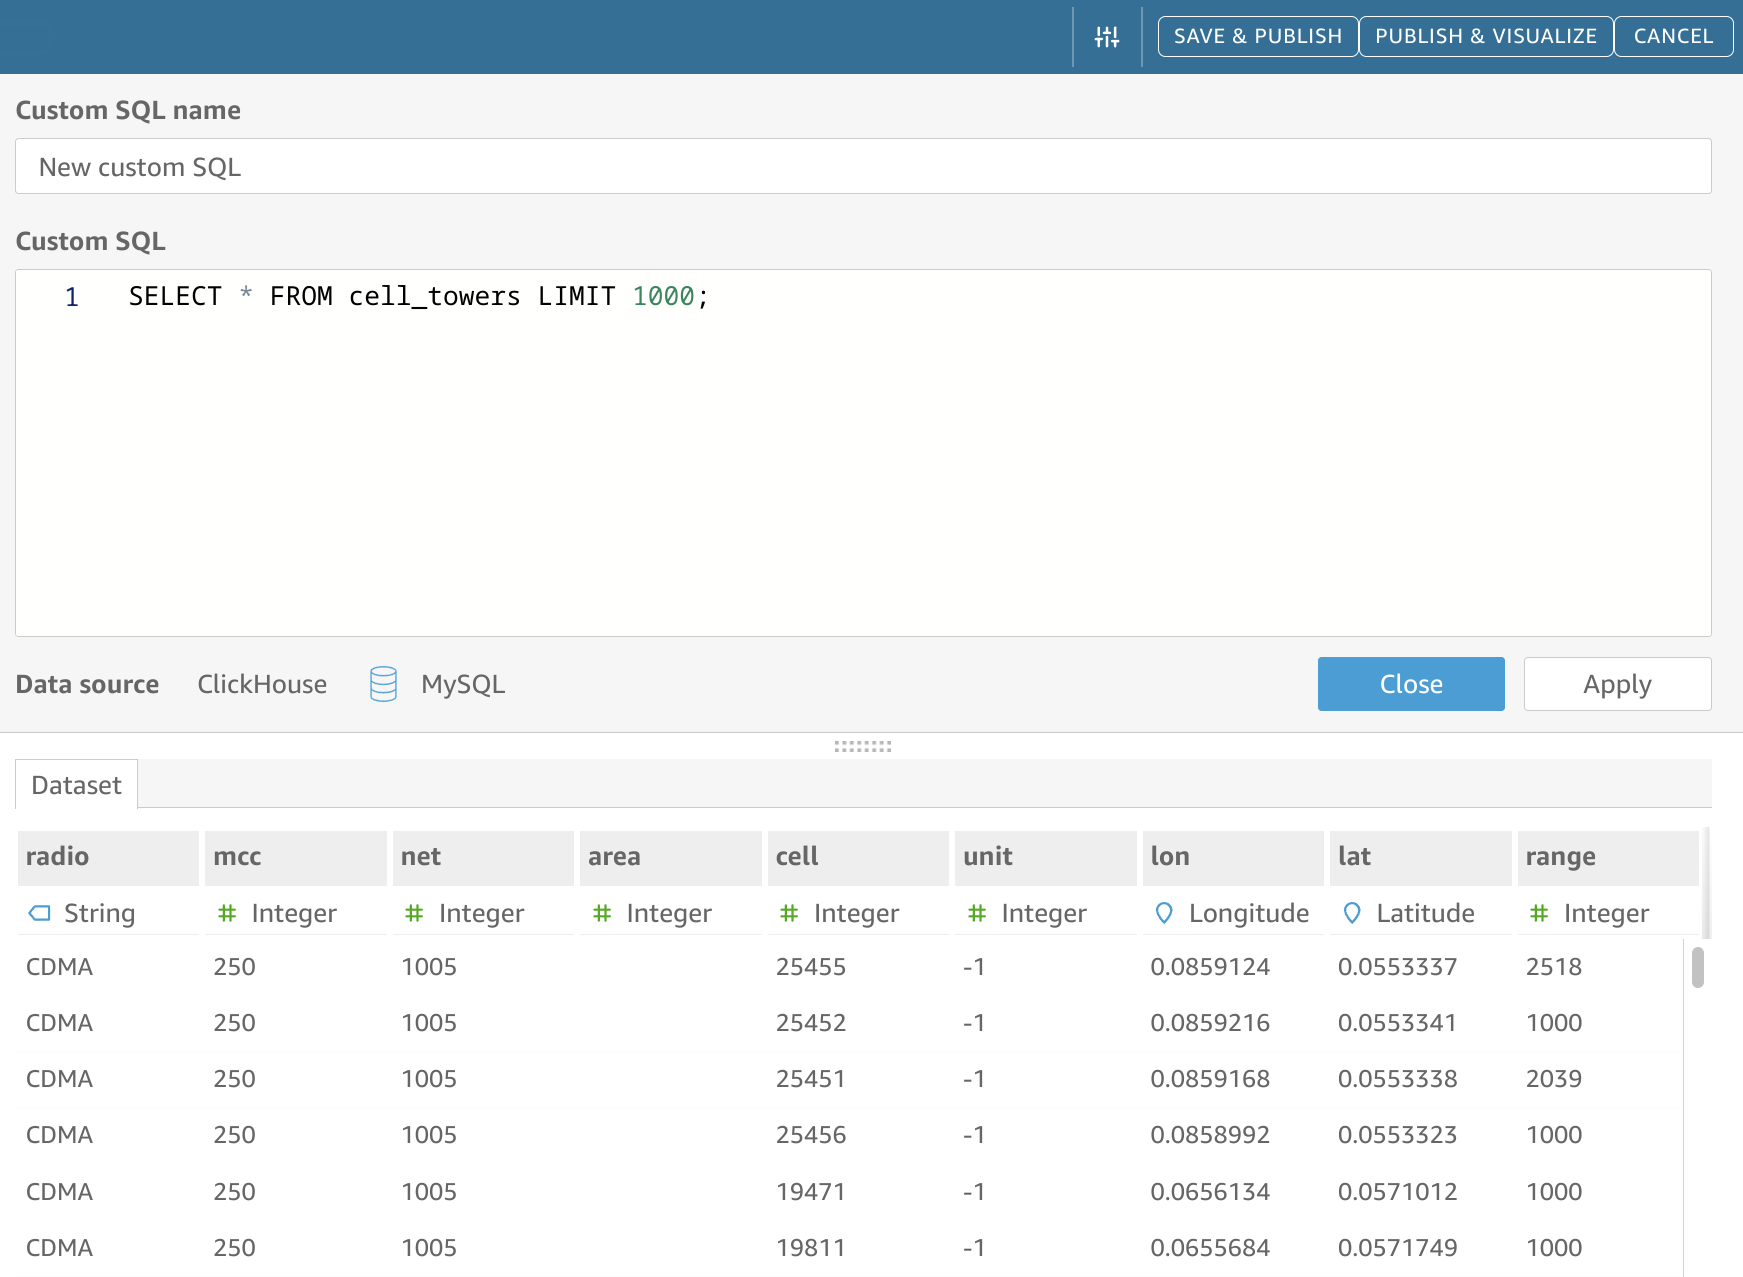 SAVE & PUBLISH PUBLISH & VISUALIZE CANCEL
Custom SQL name
New custom SQL
Custom SQL
1 SELECT * FROM cell_towers LIMIT 1000;
Data source ClickHouse MySQL Close Apply
Dataset
radio mcc net area cell unit lon lat range
String # Integer # Integer # Integer # Integer # Integer Longitude Latitude # Integer
CDMA 250 1005 25455 -1 0.0859124 0.0553337 2518
CDMA 250 1005 25452 -1 0.0859216 0.0553341 1000
CDMA 250 1005 25451 -1 0.0859168 0.0553338 2039
CDMA 250 1005 25456 -1 0.0858992 0.0553323 1000
CDMA 250 1005 19471 -1 0.0656134 0.0571012 1000
CDMA 250 1005 19811 -1 0.0655684 0.0571749 1000